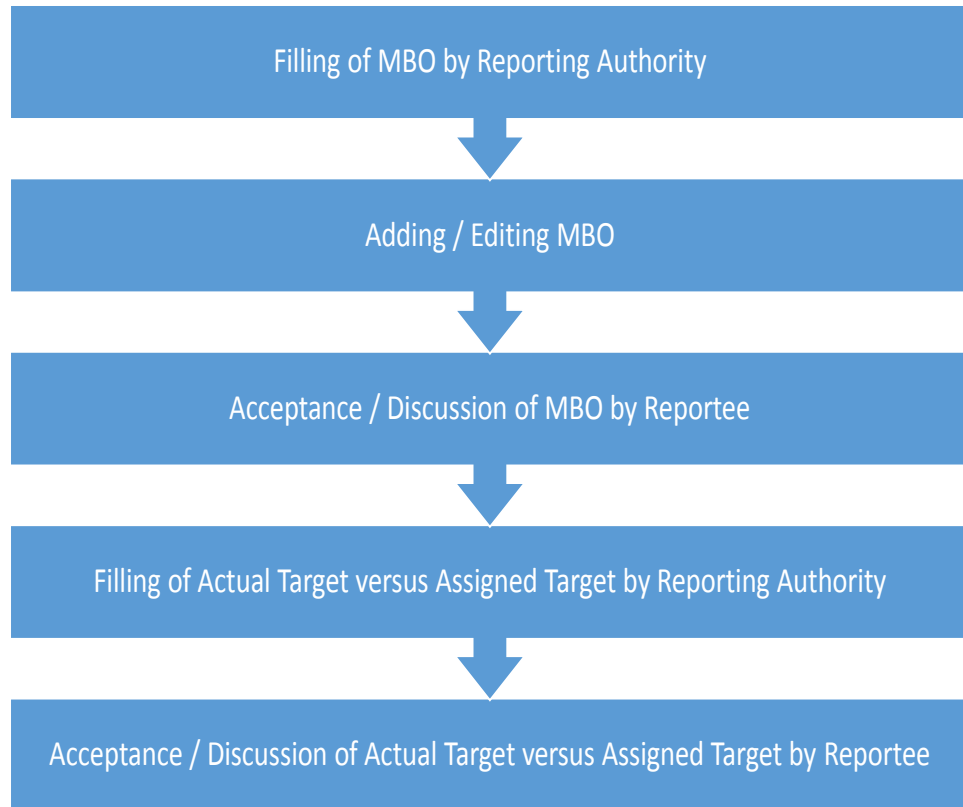 Filling of MBO by Reporting Authority
Adding / Editing MBO
Acceptance / Discussion of MBO by Reportee
Filling of Actual Target versus Assigned Target by Reporting Authority
Acceptance / Discussion of Actual Target versus Assigned Target by Reportee